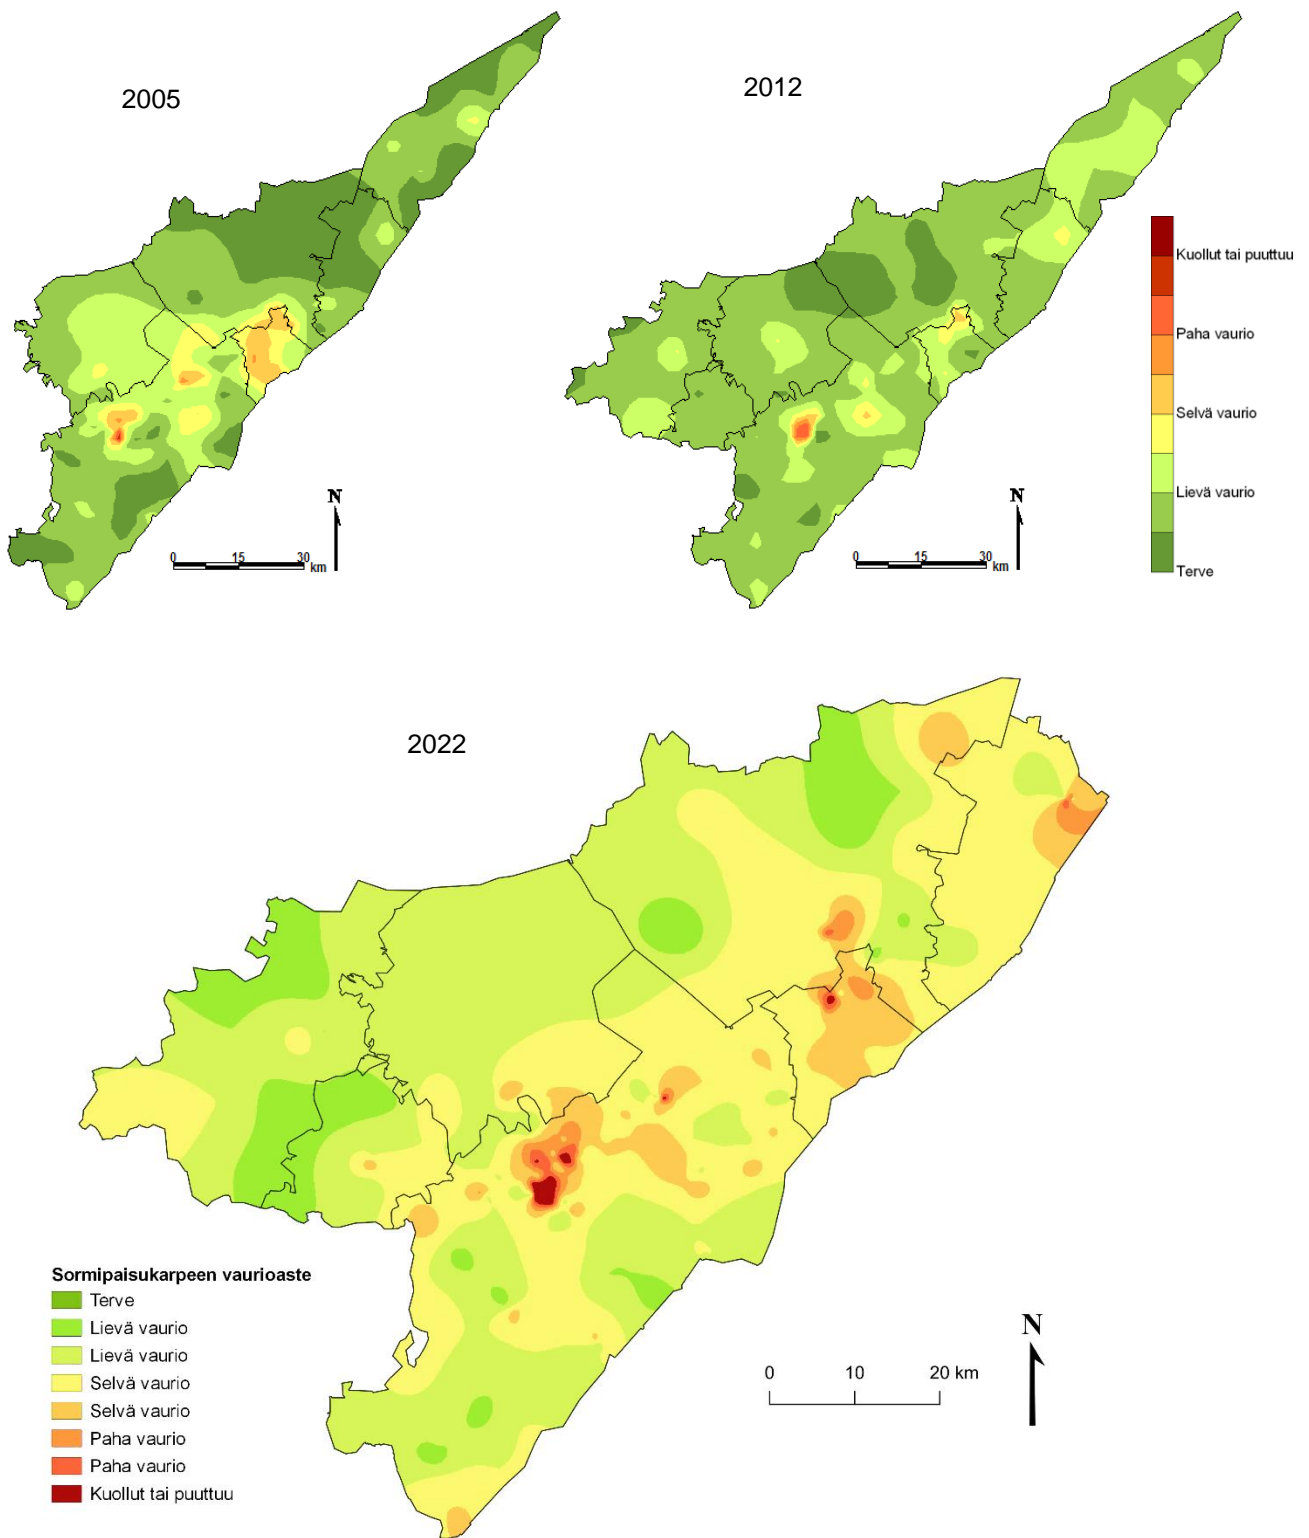 2005
2012
Kuollut tai puuttuu
Paha vaurio
Selvä vaurio
Lievä vaurio
Terve
N
0 15 30
km
N
0 15 30
km
2022
Sormipaisukarpeen vaurioaste
Terve
Lievä vaurio
Lievä vaurio
Selvä vaurio
Selvä vaurio
Paha vaurio
Paha vaurio
Kuollut tai puuttuu
N
0 10 20 km